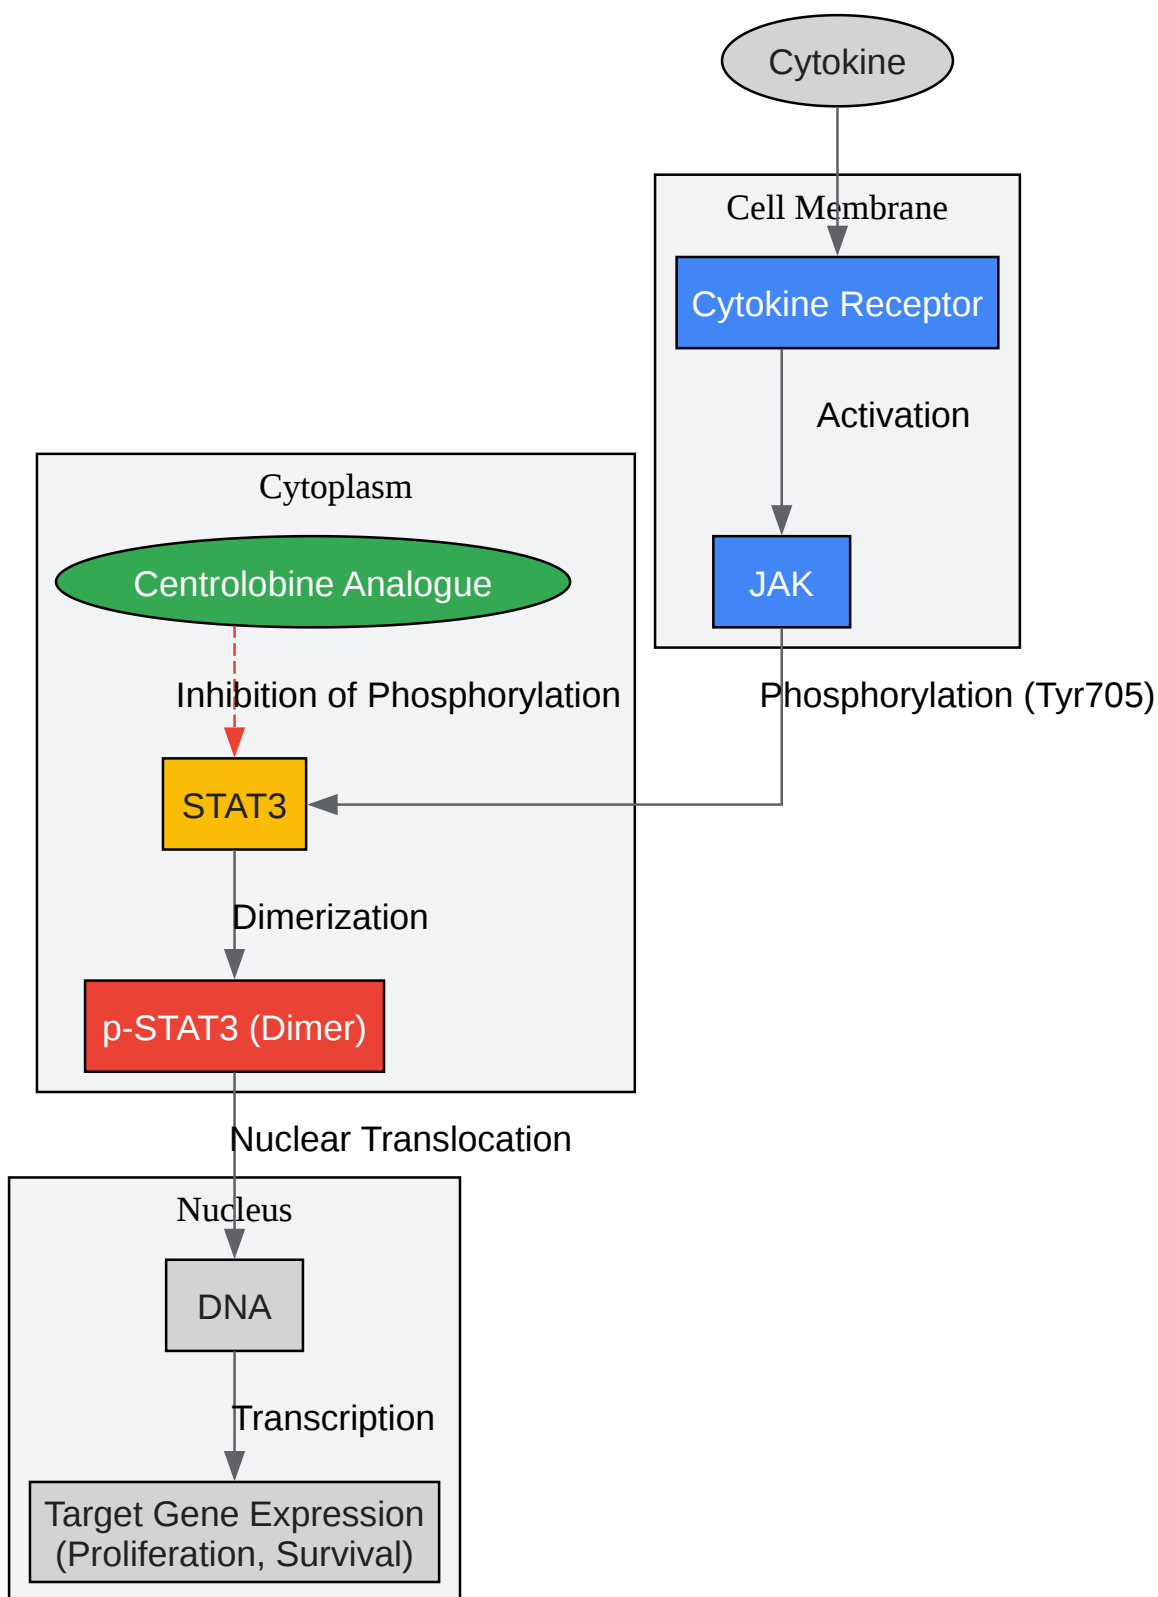 Cytokine
Cell Membrane
Cytokine Receptor
Activation
JAK
Phosphorylation (Tyr705)
Cytoplasm
Centrolobine Analogue
Inhibition of Phosphorylation
STAT3
Dimerization
p-STAT3 (Dimer)
Nuclear Translocation
Nucleus
DNA
Transcription
Target Gene Expression
(Proliferation, Survival)